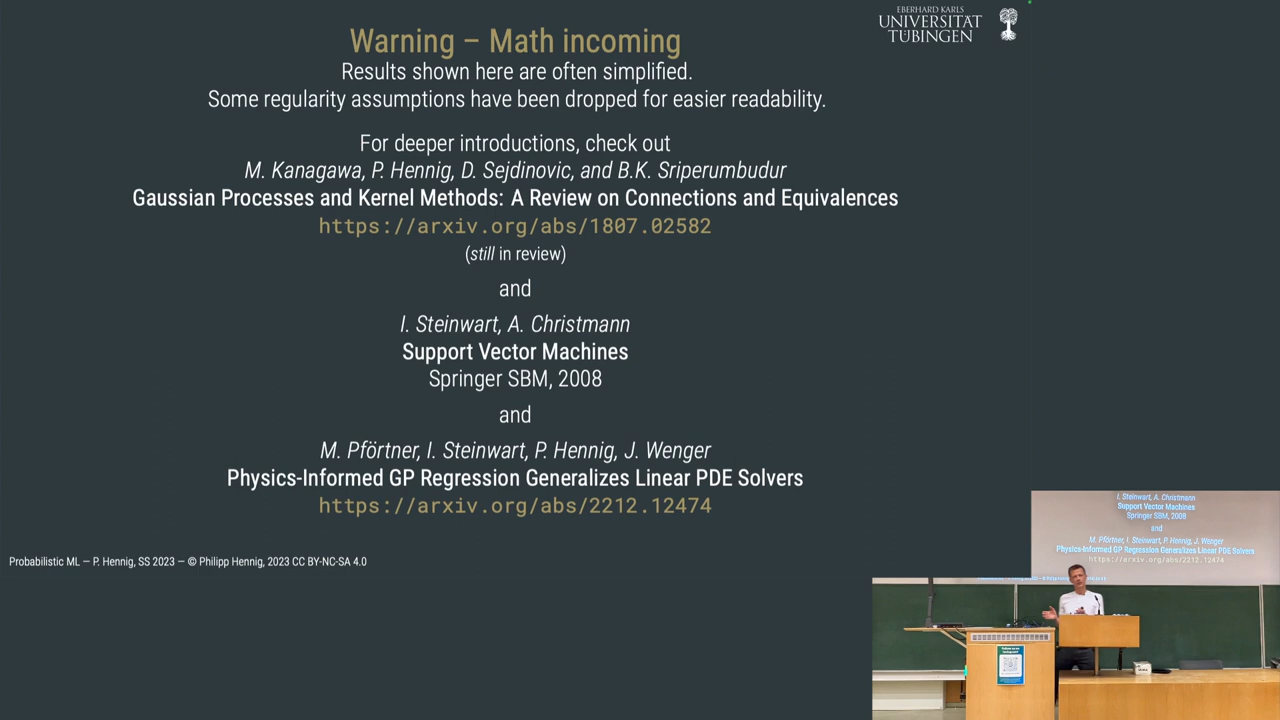 Warning – Math incoming
Results shown here are often simplified.
Some regularity assumptions have been dropped for easier readability.
For deeper introductions, check out
M. Kanagawa, P. Hennig, D. Sejdinovic, and B.K. Sriperumbudur
Gaussian Processes and Kernel Methods: A Review on Connections and Equivalences
https://arxiv.org/abs/1807.02582
(still in review)
and
I. Steinwart, A. Christmann
Support Vector Machines
Springer SBM, 2008
and
M. Pförtner, I. Steinwart, P. Hennig, J. Wenger
Physics-Informed GP Regression Generalizes Linear PDE Solvers
https://arxiv.org/abs/2212.12474
Probabilistic ML — P. Hennig, SS 2023 — © Philipp Hennig, 2023 CC BY-NC-SA 4.0
EBERHARD KARLS
UNIVERSITÄT
TÜBINGEN
I. Steinwart, A. Christmann
Support Vector Machines
Springer SBM, 2008
and
M. Pförtner, I. Steinwart, P. Hennig, J. Wenger
Physics-Informed GP Regression Generalizes Linear PDE Solvers
https://arxiv.org/abs/2212.12474